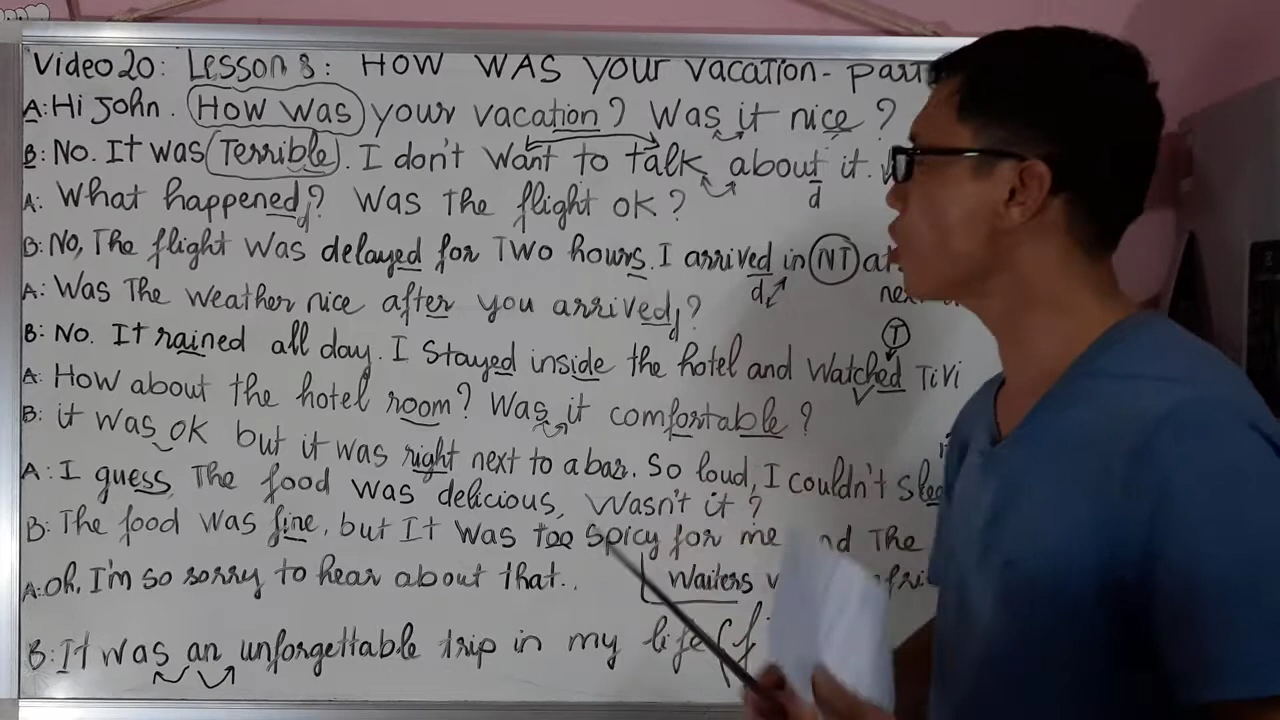 Video 20: Lesson 8: HOW WAS your vacation - part
A: Hi John. How was your vacation? Was it nice?
B: No. It was Terrible. I don't want to talk about it.
d
A: What happened? Was The flight OK?
d
B: No, The flight was delayed for Two hours. I arrived in NT
d
A: Was The weather nice after you arrived?
d
T
B: No. It rained all day. I Stayed inside the hotel and watched TiVi
A: How about the hotel room? Was it comfortable?
B: it was OK but it was right next to a bar. So loud, I couldn't
A: I guess The food was delicious, Wasn't it?
B: The food was fine, but It was too Spicy for me The
Waiters
A: Oh, I'm so sorry to hear about that..
B: It was an unforgettable trip in my life (